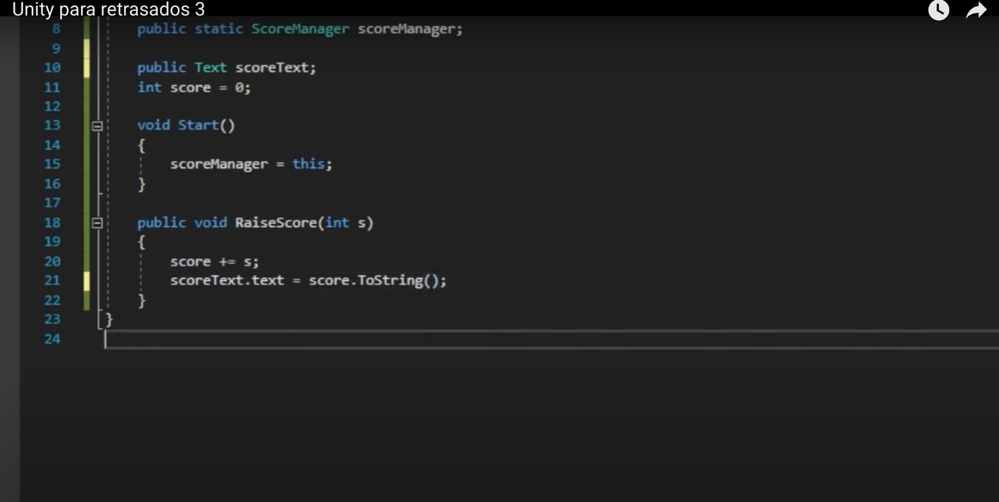 Unity para retrasados 3
8 public static ScoreManager scoreManager;
9
10 public Text scoreText;
11 int score = 0;
12
13 void Start()
14 {
15 scoreManager = this;
16 }
17
18 public void RaiseScore(int s)
19 {
20 score += s;
21 scoreText.text = score.ToString();
22 }
23 }
24